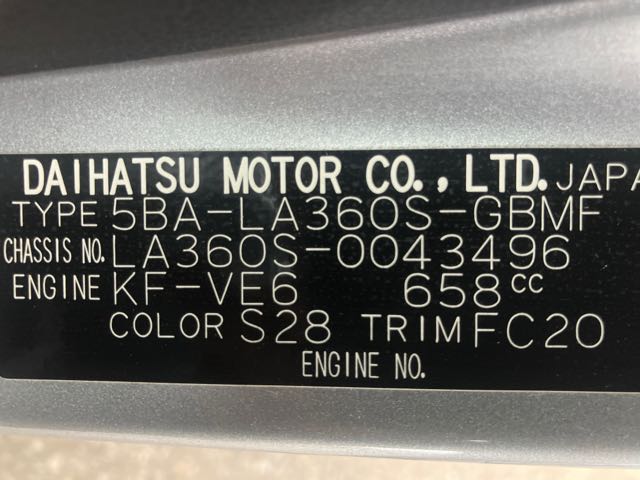 DAIHATSU MOTOR CO., LTD. JAPA
TYPE 5BA-LA360S-GBMF
CHASSIS NO. LA360S-0043496
ENGINE KF-VE6 658cc
COLOR S28 TRIM FC20
ENGINE NO.